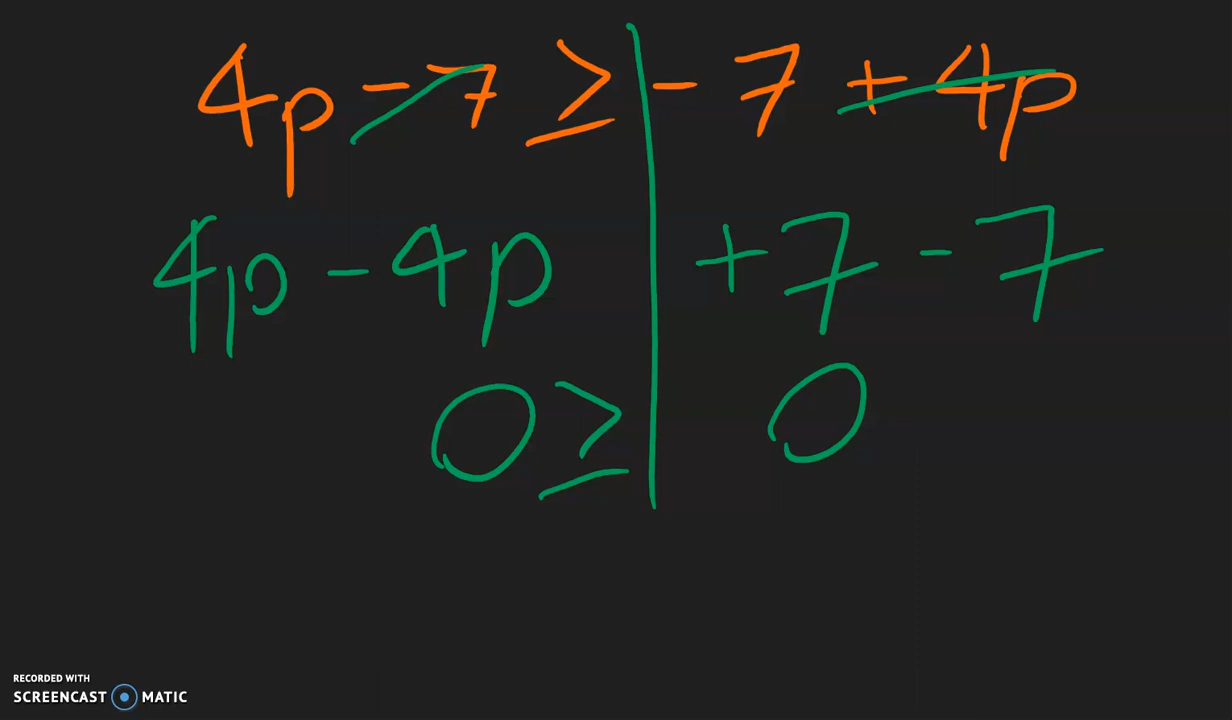 4p - 7 ≥ - 7 + 4p
4p - 4p + 7 - 7
0 ≥ 0
RECORDED WITH
SCREENCAST MATIC